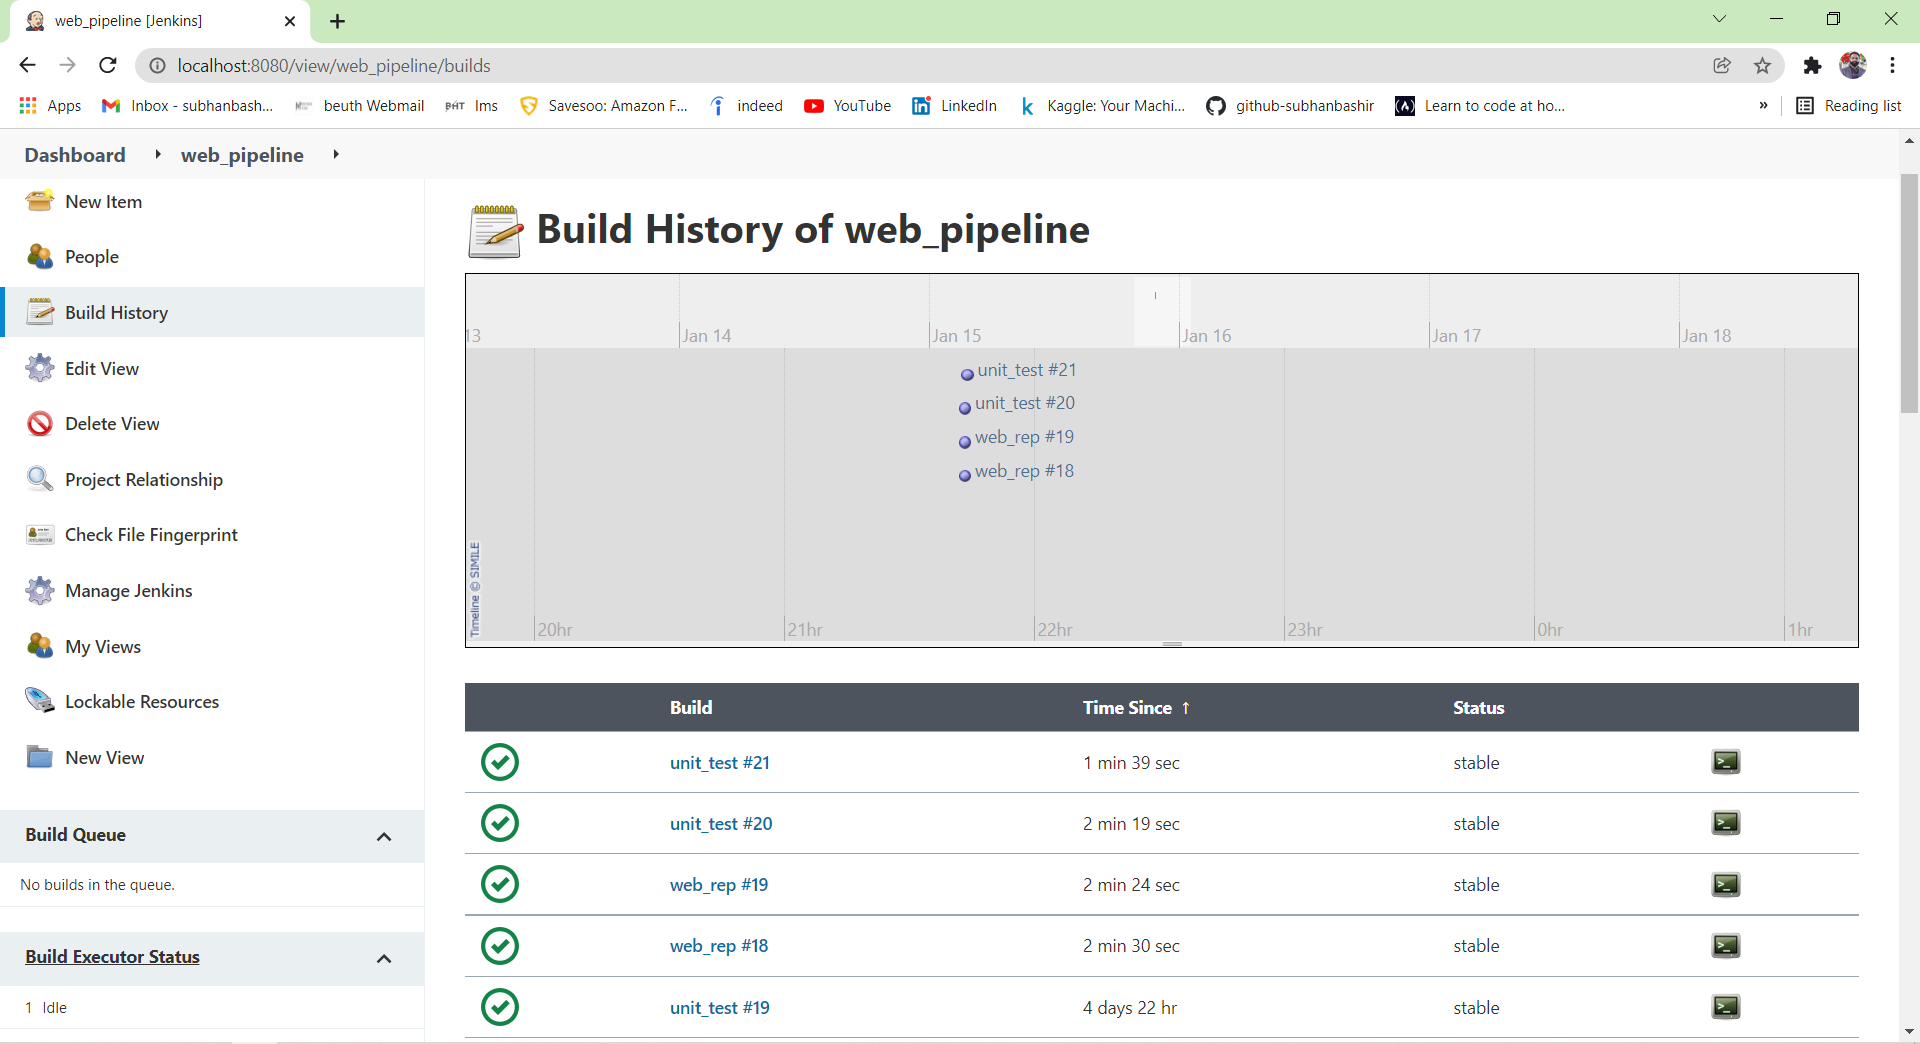 web_pipeline [Jenkins]
localhost:8080/view/web_pipeline/builds
Apps Inbox - subhanbash... beuth Webmail BHT lms Savesoo: Amazon F... indeed YouTube LinkedIn Kaggle: Your Machi... github-subhanbashir Learn to code at ho... » Reading list
Dashboard web_pipeline
New Item
People
Build History
Edit View
Delete View
Project Relationship
Check File Fingerprint
Manage Jenkins
My Views
Lockable Resources
New View
Build Queue
No builds in the queue.
Build Executor Status
1 Idle
Build History of web_pipeline
13 Jan 14 Jan 15 Jan 16 Jan 17 Jan 18
unit_test #21
unit_test #20
web_rep #19
web_rep #18
Timeline © SIMILE
20hr 21hr 22hr 23hr 0hr 1hr
Build Time Since ↑ Status
unit_test #21 1 min 39 sec stable
unit_test #20 2 min 19 sec stable
web_rep #19 2 min 24 sec stable
web_rep #18 2 min 30 sec stable
unit_test #19 4 days 22 hr stable